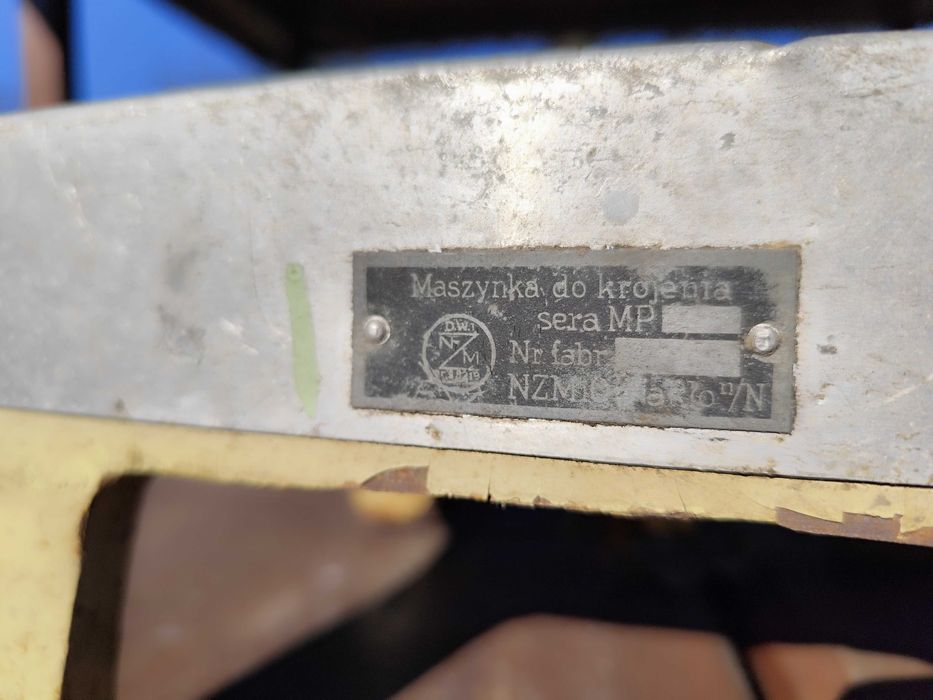 Maszynka do krojenia
sera MP
Nr fabr
n/N
D.W.
N
M